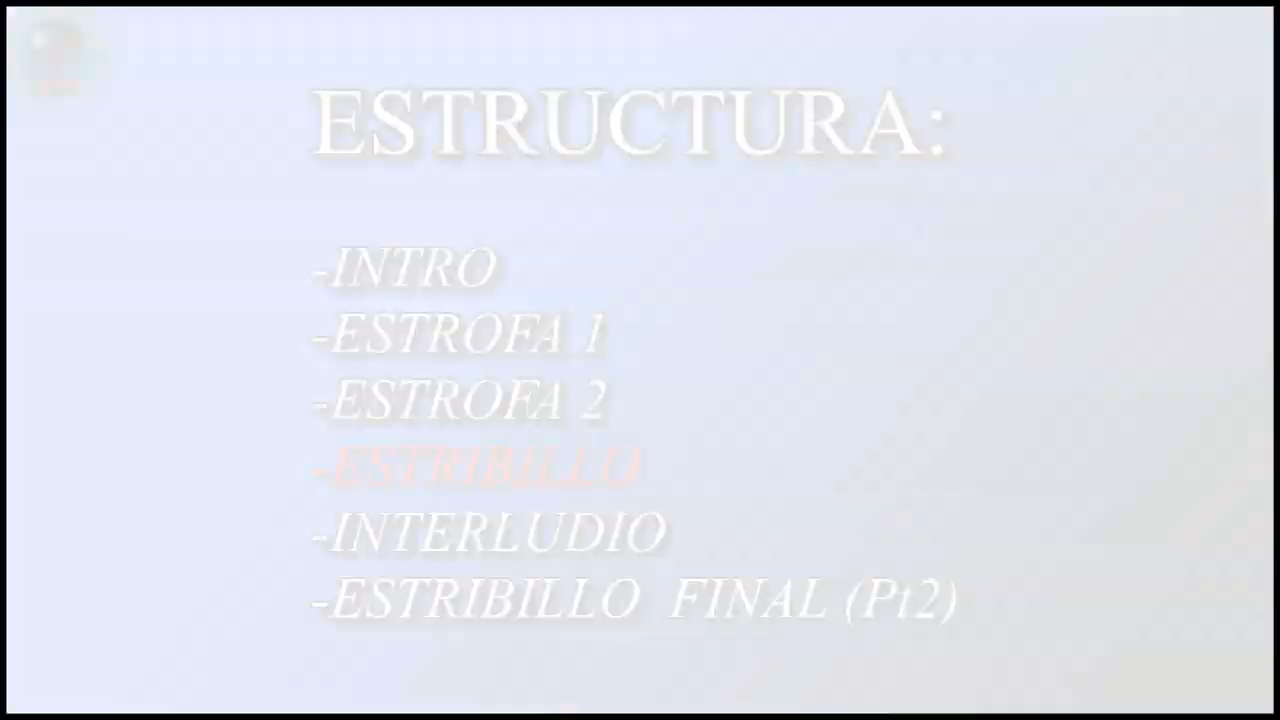 ESTRUCTURA:
-INTRO
-ESTROFA 1
-ESTROFA 2
-ESTRIBILLO
-INTERLUDIO
-ESTRIBILLO FINAL (Pt2)